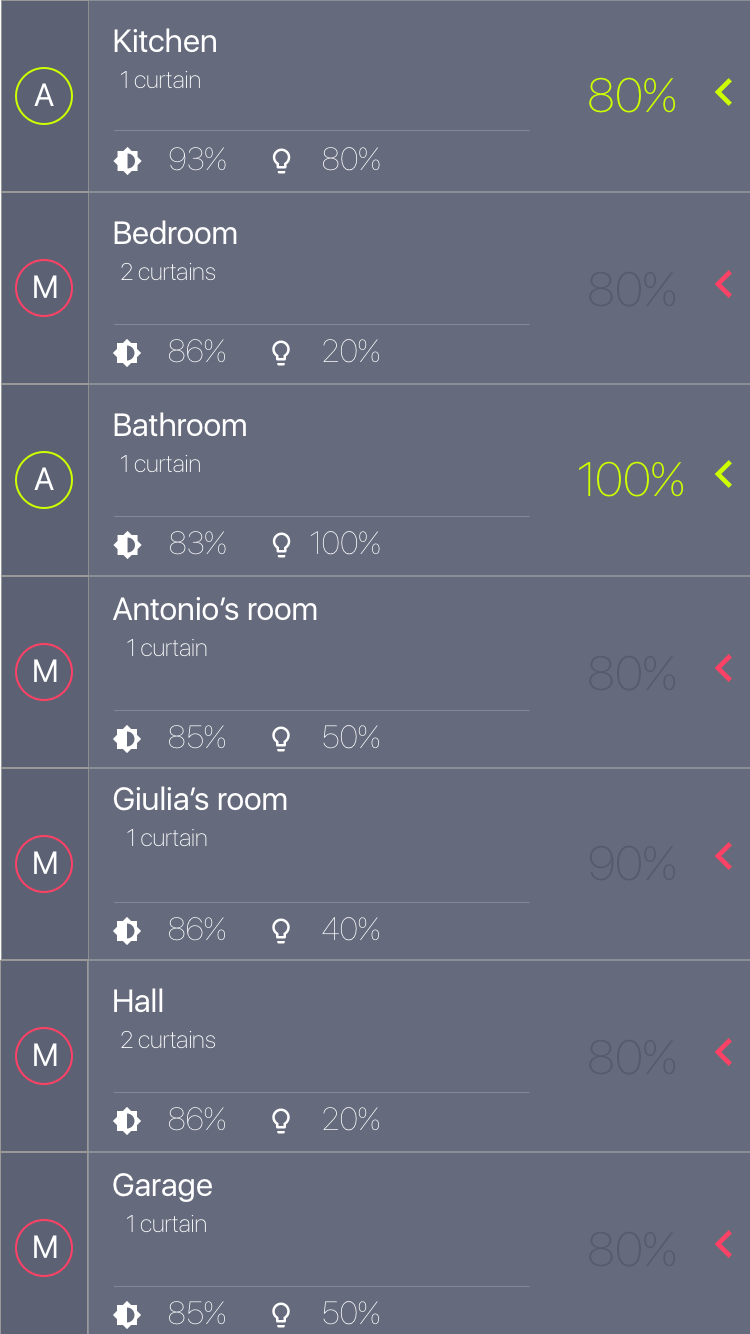 Kitchen
1 curtain
A
80%
93% 80%
Bedroom
2 curtains
M
80%
86% 20%
Bathroom
1 curtain
A
100%
83% 100%
Antonio’s room
1 curtain
M
80%
85% 50%
Giulia’s room
1 curtain
M
90%
86% 40%
Hall
2 curtains
M
80%
86% 20%
Garage
1 curtain
M
80%
85% 50%